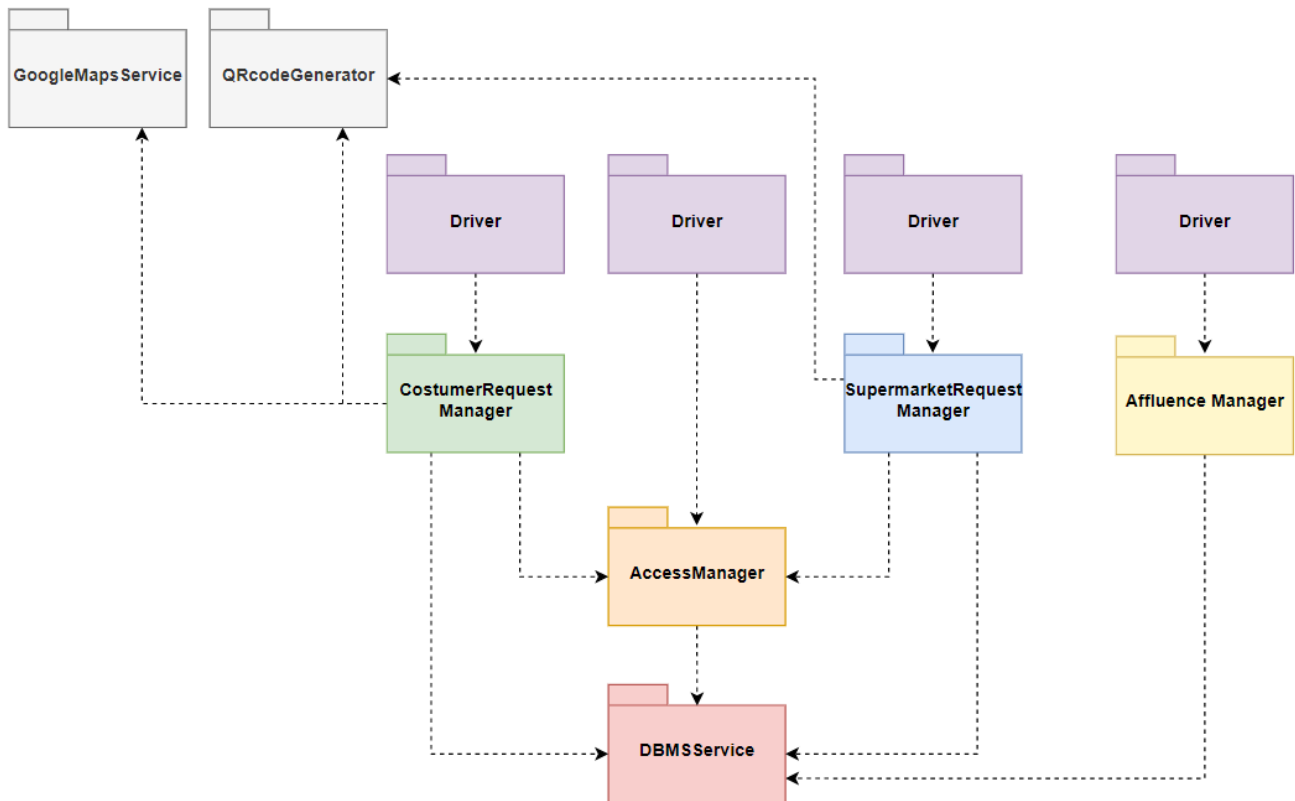 GoogleMapsService
QRcodeGenerator
Driver
Driver
Driver
Driver
CostumerRequest
Manager
SupermarketRequest
Manager
Affluence Manager
AccessManager
DBMSService